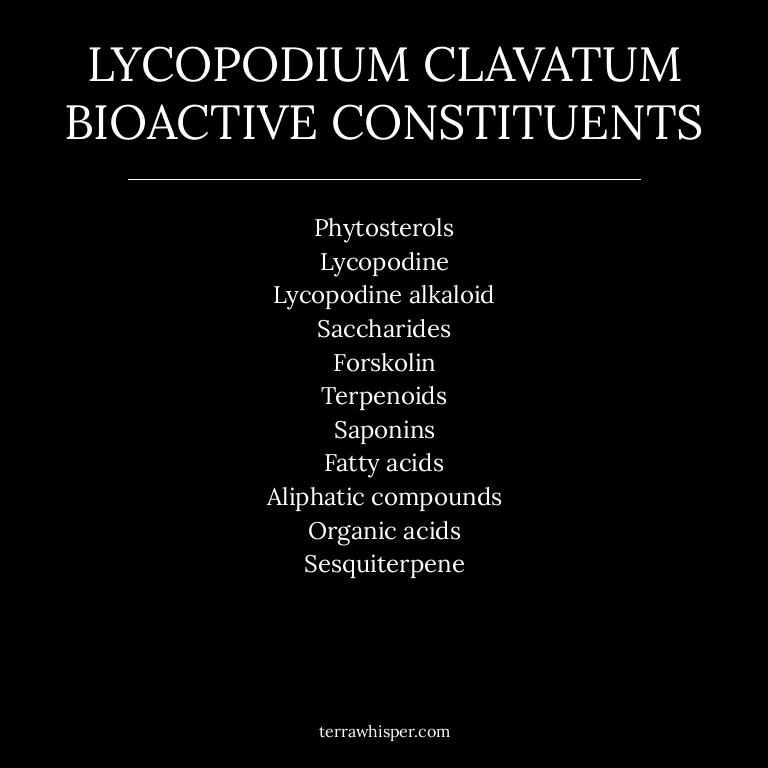 LYCOPODIUM CLAVATUM
BIOACTIVE CONSTITUENTS
Phytosterols
Lycopodine
Lycopodine alkaloid
Saccharides
Forskolin
Terpenoids
Saponins
Fatty acids
Aliphatic compounds
Organic acids
Sesquiterpene
terrawhisper.com